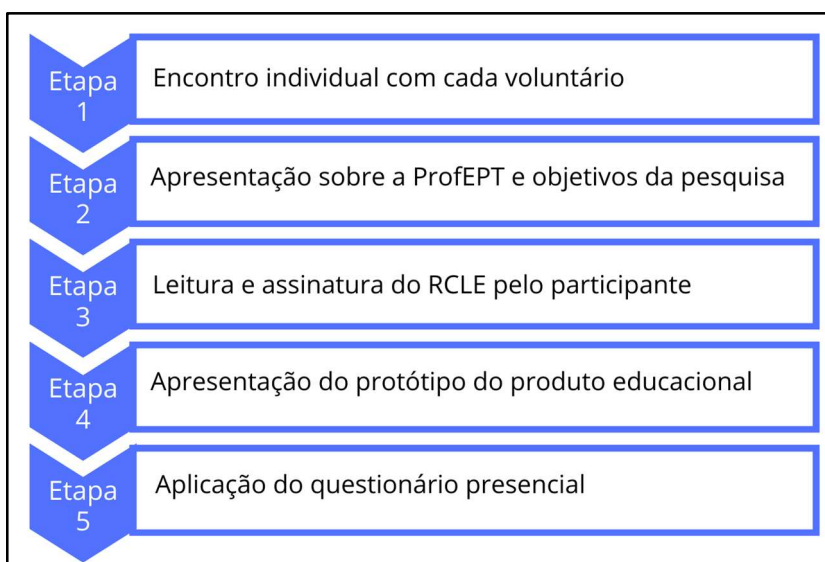 Etapa
1
Encontro individual com cada voluntário
Etapa
2
Apresentação sobre a ProfEPT e objetivos da pesquisa
Etapa
3
Leitura e assinatura do RCLE pelo participante
Etapa
4
Apresentação do protótipo do produto educacional
Etapa
5
Aplicação do questionário presencial